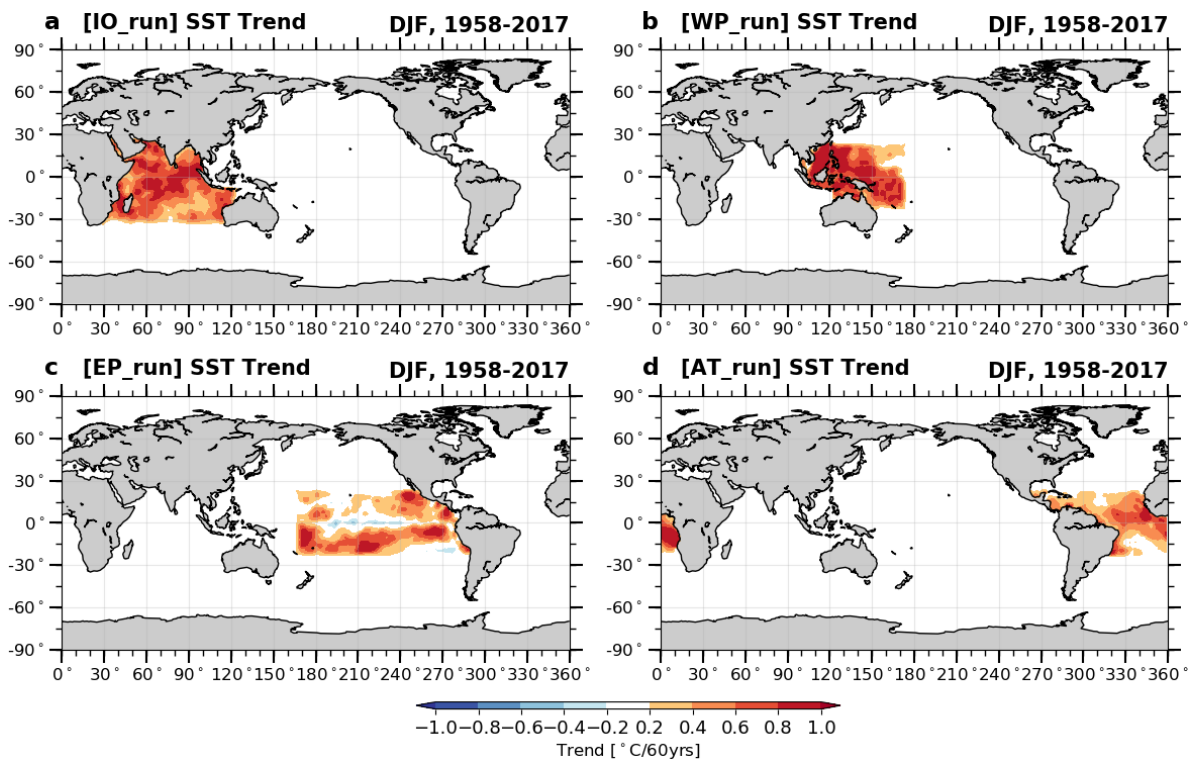 a [IO_run] SST Trend DJF, 1958-2017
90°
60°
30°
0°
-30°
-60°
-90°
0 30 60 90 120 150 180 210 240 270 300 330 360°
b [WP_run] SST Trend DJF, 1958-2017
90°
60°
30°
0°
-30°
-60°
-90°
0 30 60 90 120 150 180 210 240 270 300 330 360°
c [EP_run] SST Trend DJF, 1958-2017
90°
60°
30°
0°
-30°
-60°
-90°
0 30 60 90 120 150 180 210 240 270 300 330 360°
d [AT_run] SST Trend DJF, 1958-2017
90°
60°
30°
0°
-30°
-60°
-90°
0 30 60 90 120 150 180 210 240 270 300 330 360°
−1.0 −0.8 −0.6 −0.4 −0.2 0.2 0.4 0.6 0.8 1.0
Trend [°C/60yrs]